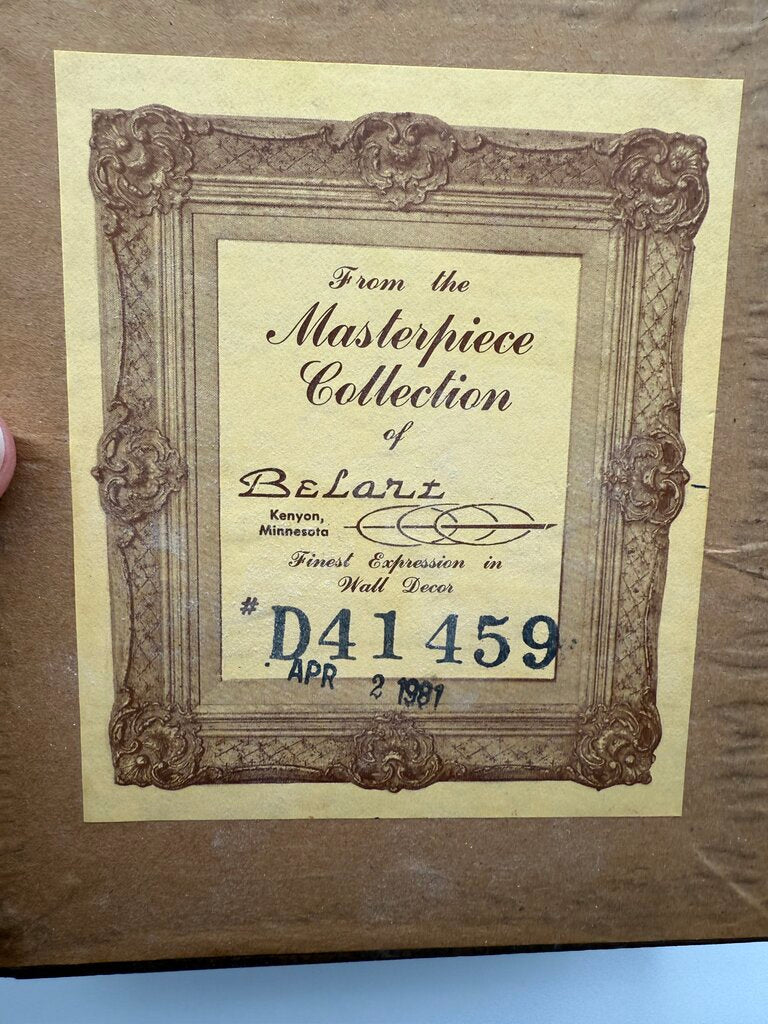 From the
Masterpiece
Collection
of
BeLart
Kenyon,
Minnesota
Finest Expression in
Wall Decor
# D41459
APR 2 1981